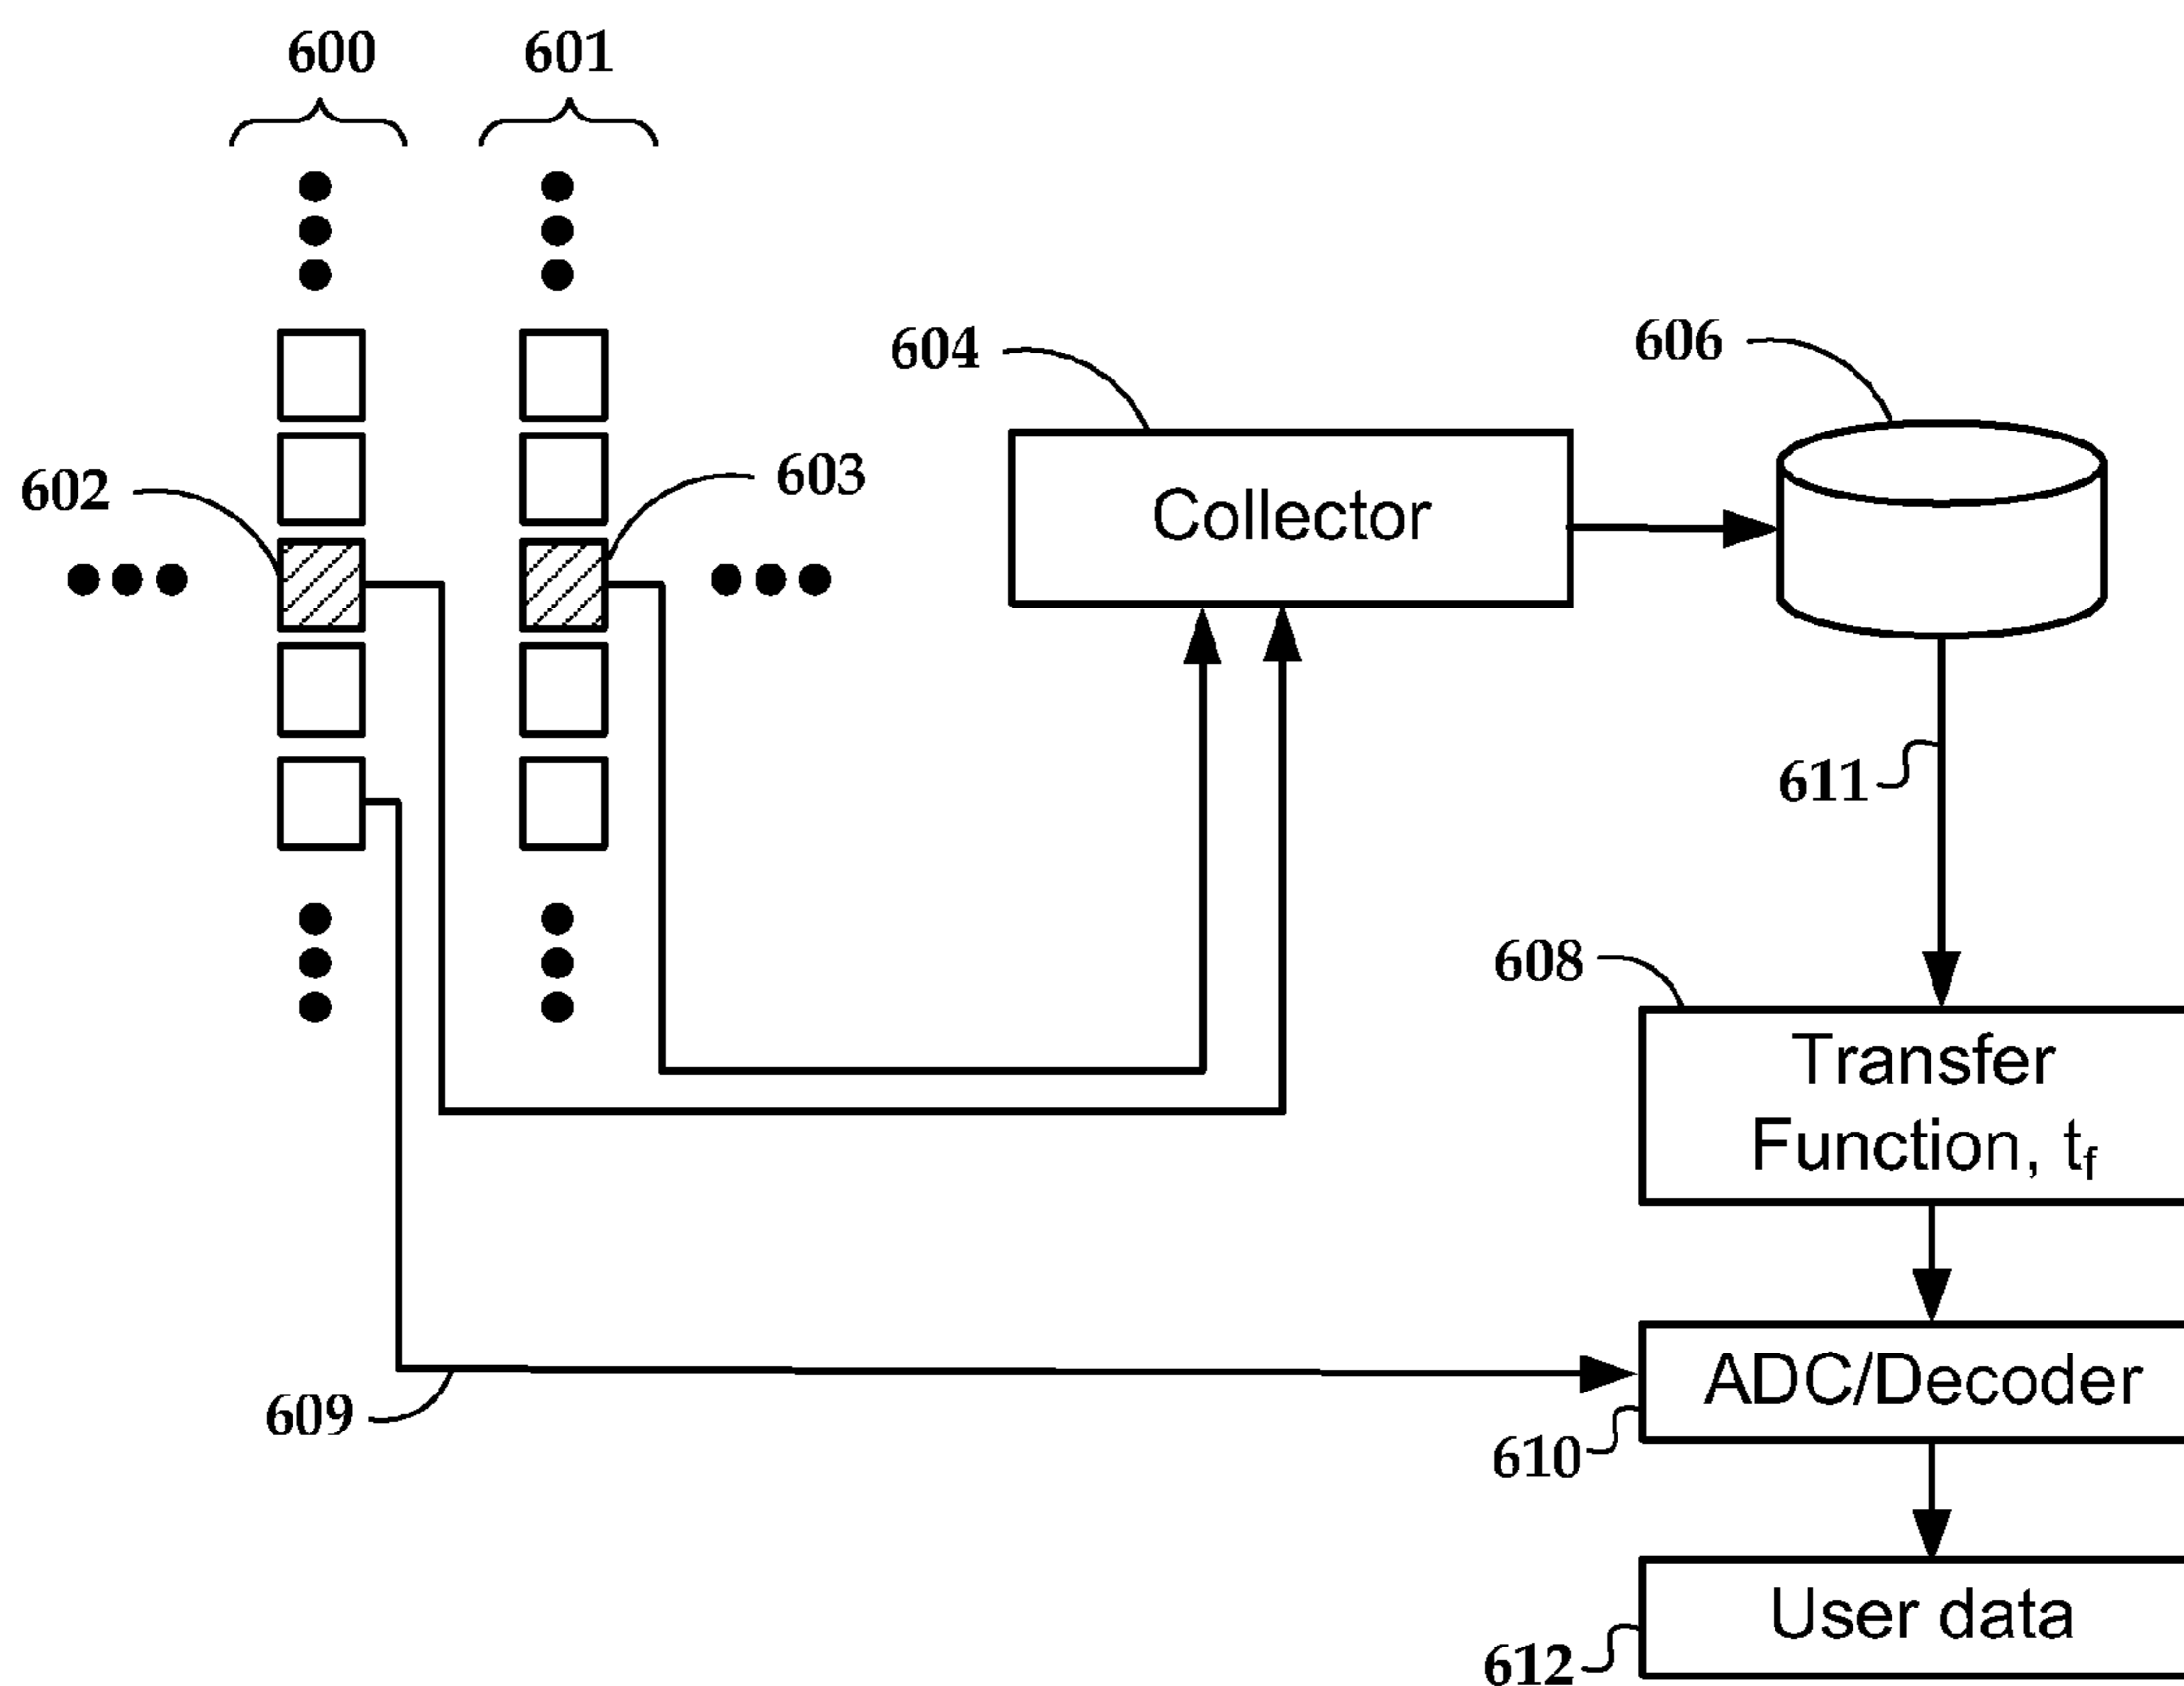 600
601
604
606
602
603
Collector
611
608
Transfer
Function, tf
609
ADC/Decoder
610
User data
612